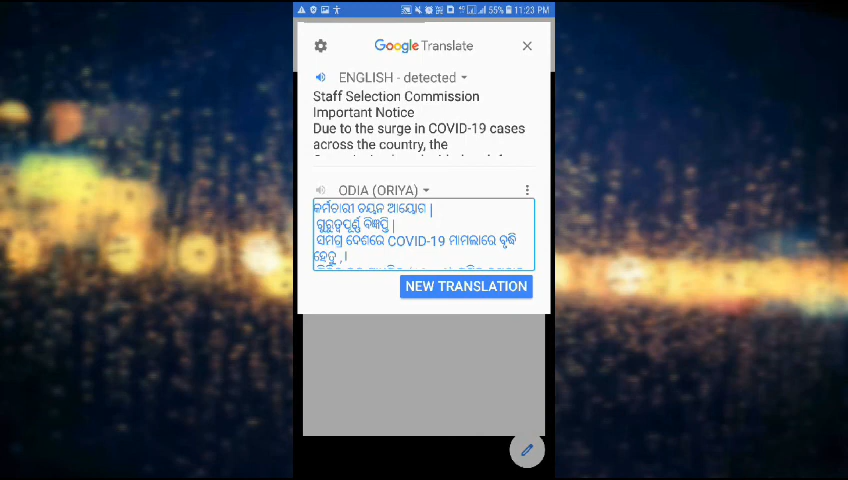 55% 11:23 PM
Google Translate
ENGLISH - detected
Staff Selection Commission
Important Notice
Due to the surge in COVID-19 cases
across the country, the
ODIA (ORIYA)
କର୍ମଚାରୀ ଚୟନ ଆୟୋଗ |
ଗୁରୁତ୍ୱପୂର୍ଣ୍ଣ ବିଜ୍ଞପ୍ତି |
ସମଗ୍ର ଦେଶରେ COVID-19 ମାମଲାରେ ବୃଦ୍ଧି
ହେତୁ ,।
NEW TRANSLATION